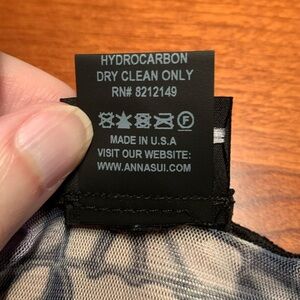 HYDROCARBON
DRY CLEAN ONLY
RN# 8212149
F
MADE IN U.S.A
VISIT OUR WEBSITE:
WWW.ANNASUI.COM